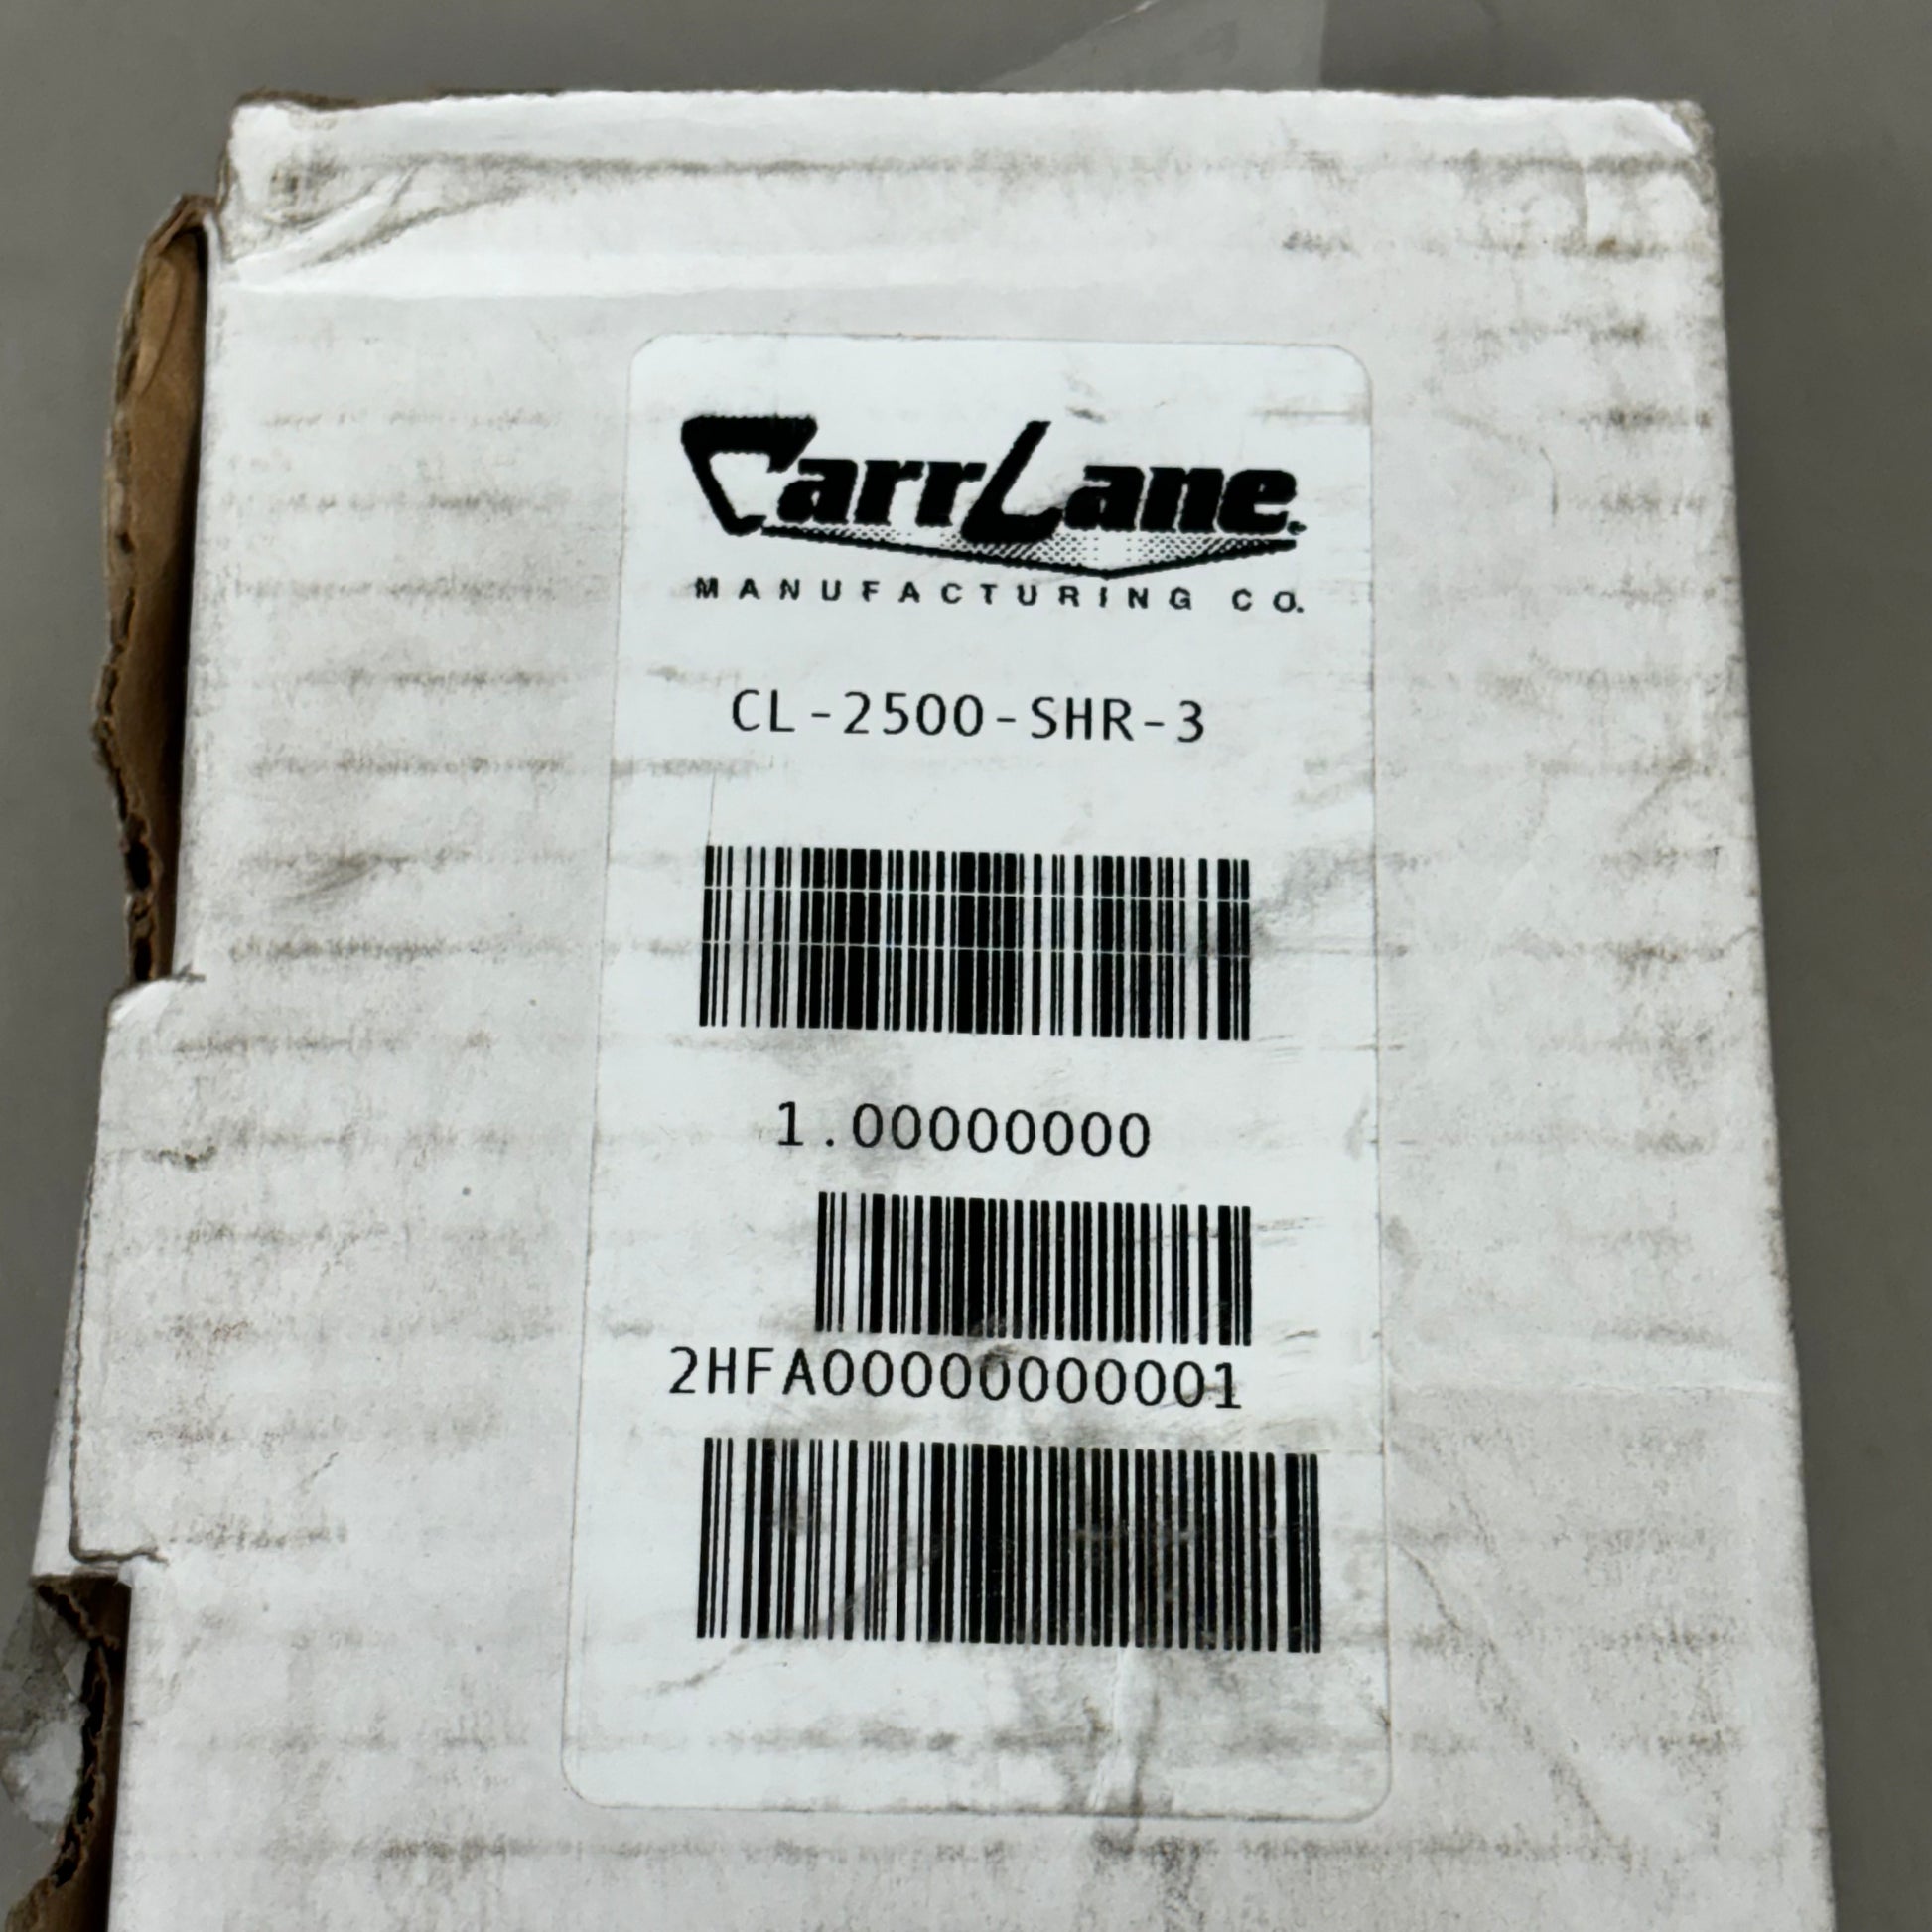 CarrLane.
MANUFACTURING CO.
CL-2500-SHR-3
1.00000000
2HFA00000000001